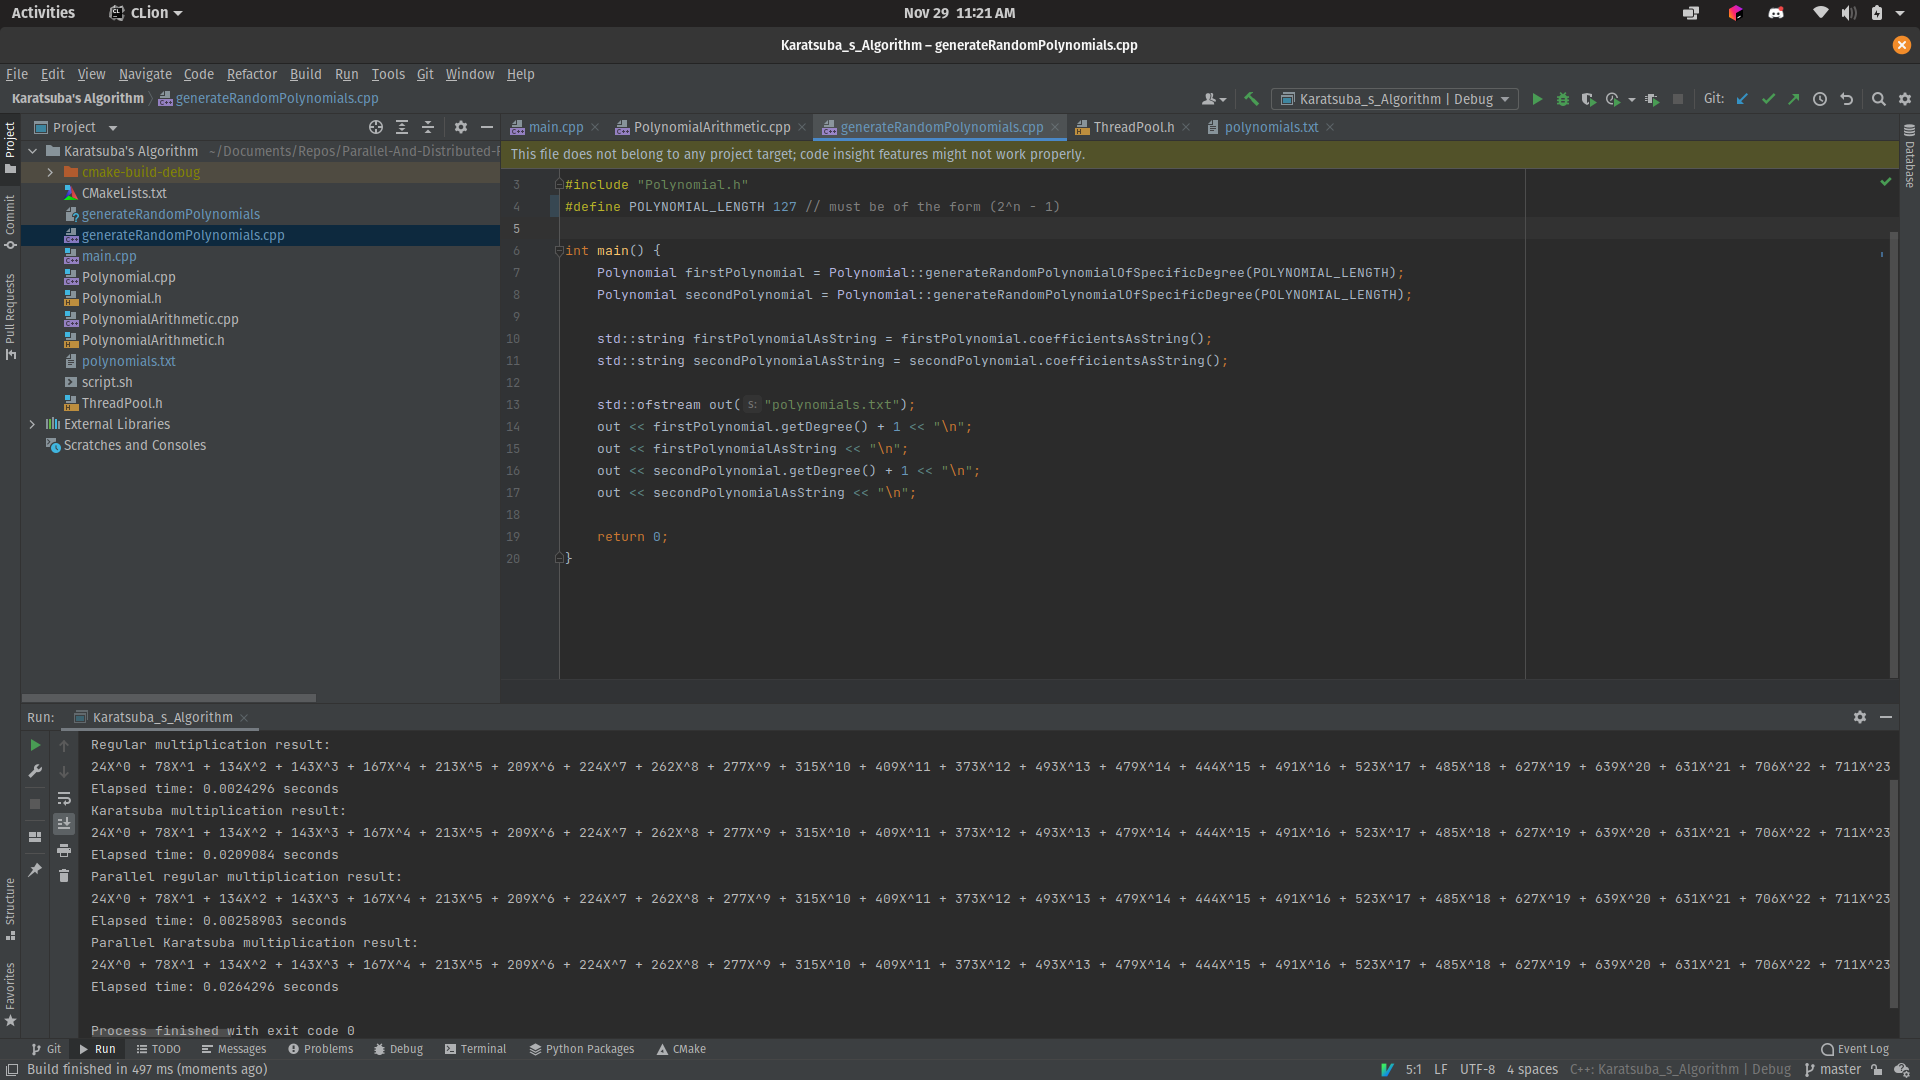 Activities
CLion
Nov 29 11:21 AM
Karatsuba_s_Algorithm – generateRandomPolynomials.cpp
File Edit View Navigate Code Refactor Build Run Tools Git Window Help
Karatsuba's Algorithm generateRandomPolynomials.cpp
Karatsuba_s_Algorithm | Debug
Git:
Project
Commit
Pull Requests
Structure
Favorites
Database
Project
Karatsuba's Algorithm ~/Documents/Repos/Parallel-And-Distributed-P
cmake-build-debug
CMakeLists.txt
generateRandomPolynomials
generateRandomPolynomials.cpp
main.cpp
Polynomial.cpp
Polynomial.h
PolynomialArithmetic.cpp
PolynomialArithmetic.h
polynomials.txt
script.sh
ThreadPool.h
External Libraries
Scratches and Consoles
main.cpp PolynomialArithmetic.cpp generateRandomPolynomials.cpp ThreadPool.h polynomials.txt
This file does not belong to any project target; code insight features might not work properly.
3 #include "Polynomial.h"
4 #define POLYNOMIAL_LENGTH 127 // must be of the form (2^n - 1)
5
6 int main() {
7 Polynomial firstPolynomial = Polynomial::generateRandomPolynomialOfSpecificDegree(POLYNOMIAL_LENGTH);
8 Polynomial secondPolynomial = Polynomial::generateRandomPolynomialOfSpecificDegree(POLYNOMIAL_LENGTH);
9
10 std::string firstPolynomialAsString = firstPolynomial.coefficientsAsString();
11 std::string secondPolynomialAsString = secondPolynomial.coefficientsAsString();
12
13 std::ofstream out( s: "polynomials.txt");
14 out << firstPolynomial.getDegree() + 1 << "\n";
15 out << firstPolynomialAsString << "\n";
16 out << secondPolynomial.getDegree() + 1 << "\n";
17 out << secondPolynomialAsString << "\n";
18
19 return 0;
20 }
Run: Karatsuba_s_Algorithm
Regular multiplication result:
24X^0 + 78X^1 + 134X^2 + 143X^3 + 167X^4 + 213X^5 + 209X^6 + 224X^7 + 262X^8 + 277X^9 + 315X^10 + 409X^11 + 373X^12 + 493X^13 + 479X^14 + 444X^15 + 491X^16 + 523X^17 + 485X^18 + 627X^19 + 639X^20 + 631X^21 + 706X^22 + 711X^23
Elapsed time: 0.0024296 seconds
Karatsuba multiplication result:
24X^0 + 78X^1 + 134X^2 + 143X^3 + 167X^4 + 213X^5 + 209X^6 + 224X^7 + 262X^8 + 277X^9 + 315X^10 + 409X^11 + 373X^12 + 493X^13 + 479X^14 + 444X^15 + 491X^16 + 523X^17 + 485X^18 + 627X^19 + 639X^20 + 631X^21 + 706X^22 + 711X^23
Elapsed time: 0.0209084 seconds
Parallel regular multiplication result:
24X^0 + 78X^1 + 134X^2 + 143X^3 + 167X^4 + 213X^5 + 209X^6 + 224X^7 + 262X^8 + 277X^9 + 315X^10 + 409X^11 + 373X^12 + 493X^13 + 479X^14 + 444X^15 + 491X^16 + 523X^17 + 485X^18 + 627X^19 + 639X^20 + 631X^21 + 706X^22 + 711X^23
Elapsed time: 0.00258903 seconds
Parallel Karatsuba multiplication result:
24X^0 + 78X^1 + 134X^2 + 143X^3 + 167X^4 + 213X^5 + 209X^6 + 224X^7 + 262X^8 + 277X^9 + 315X^10 + 409X^11 + 373X^12 + 493X^13 + 479X^14 + 444X^15 + 491X^16 + 523X^17 + 485X^18 + 627X^19 + 639X^20 + 631X^21 + 706X^22 + 711X^23
Elapsed time: 0.0264296 seconds
Process finished with exit code 0
Git Run TODO Messages Problems Debug Terminal Python Packages CMake Event Log
Build finished in 497 ms (moments ago) 5:1 LF UTF-8 4 spaces C++: Karatsuba_s_Algorithm | Debug master